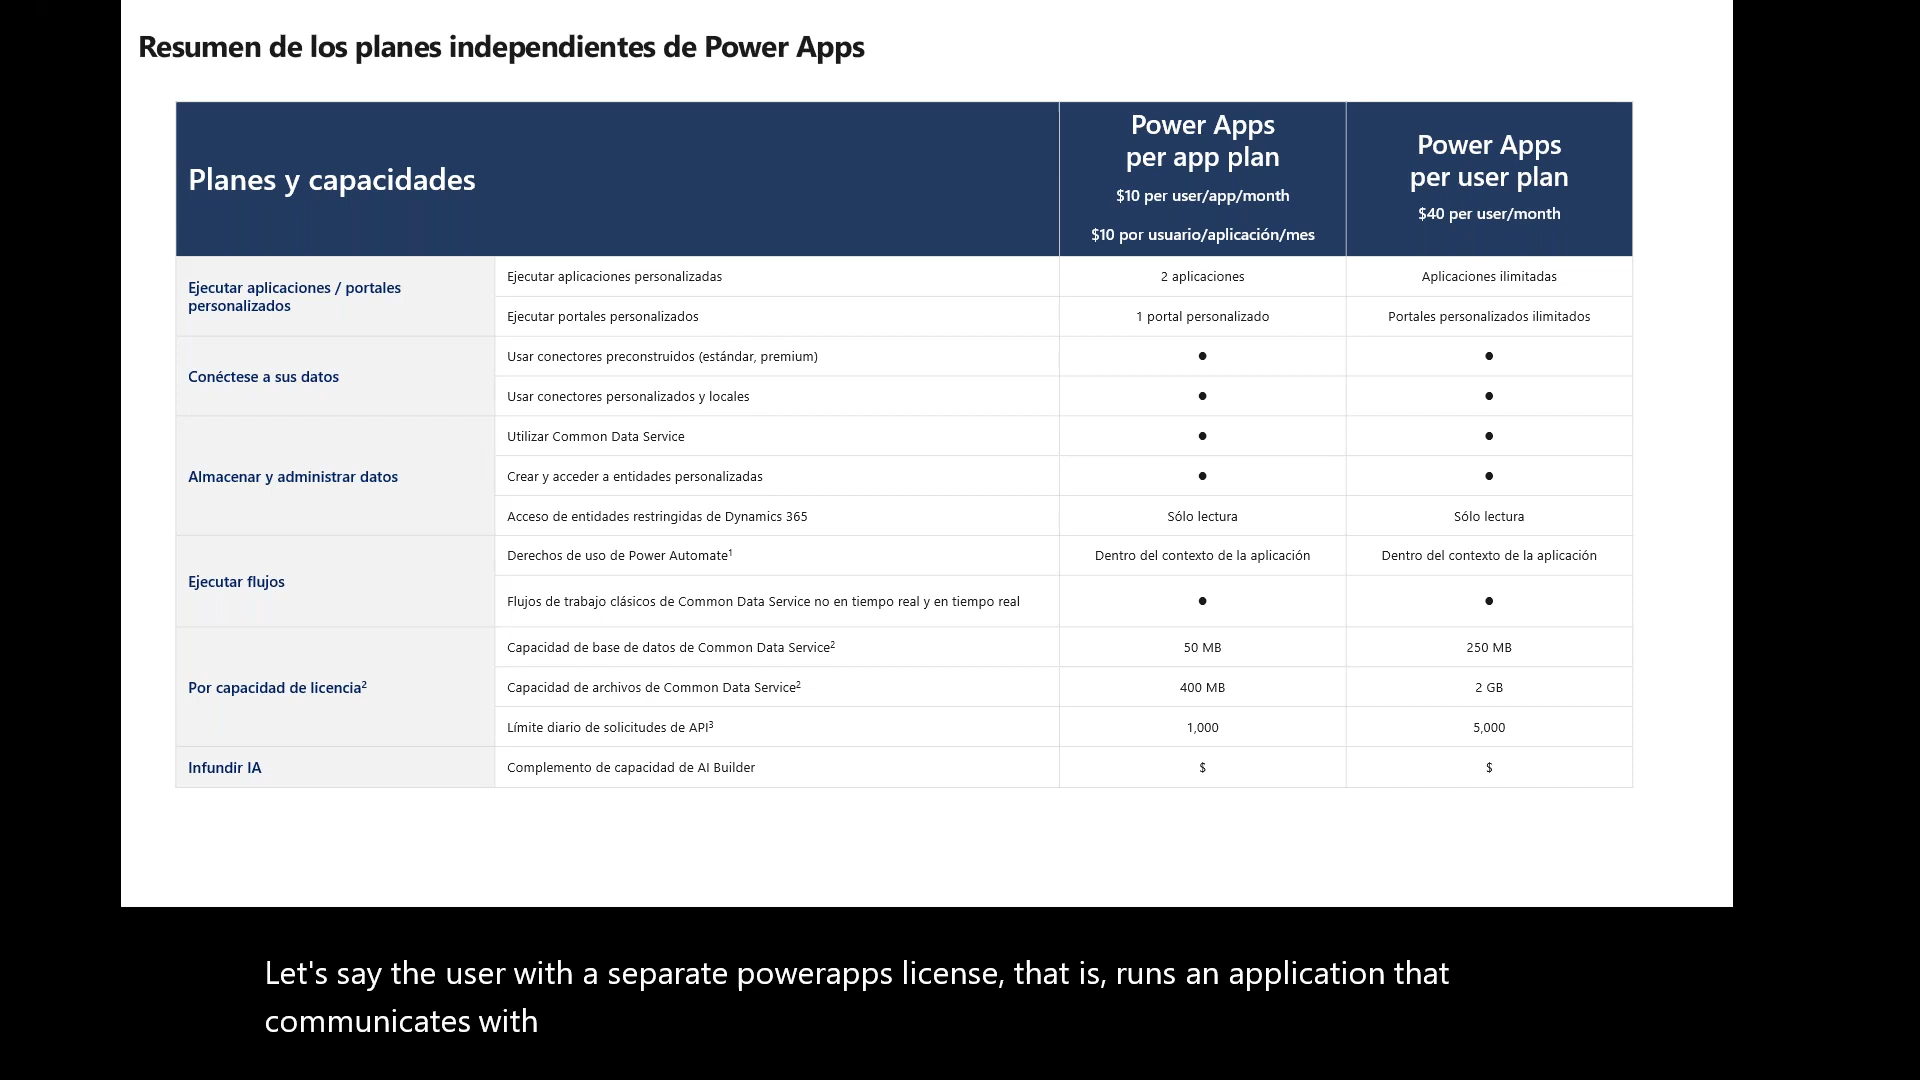 Resumen de los planes independientes de Power Apps
Planes y capacidades
Power Apps
per app plan
$10 per user/app/month
$10 por usuario/aplicación/mes
Power Apps
per user plan
$40 per user/month
Ejecutar aplicaciones / portales
personalizados
Ejecutar aplicaciones personalizadas
2 aplicaciones
Aplicaciones ilimitadas
Ejecutar portales personalizados
1 portal personalizado
Portales personalizados ilimitados
Conéctese a sus datos
Usar conectores preconstruidos (estándar, premium)
●
●
Usar conectores personalizados y locales
●
●
Almacenar y administrar datos
Utilizar Common Data Service
●
●
Crear y acceder a entidades personalizadas
●
●
Acceso de entidades restringidas de Dynamics 365
Sólo lectura
Sólo lectura
Ejecutar flujos
Derechos de uso de Power Automate¹
Dentro del contexto de la aplicación
Dentro del contexto de la aplicación
Flujos de trabajo clásicos de Common Data Service no en tiempo real y en tiempo real
●
●
Por capacidad de licencia²
Capacidad de base de datos de Common Data Service²
50 MB
250 MB
Capacidad de archivos de Common Data Service²
400 MB
2 GB
Límite diario de solicitudes de API³
1,000
5,000
Infundir IA
Complemento de capacidad de AI Builder
$
$
Let's say the user with a separate powerapps license, that is, runs an application that
communicates with